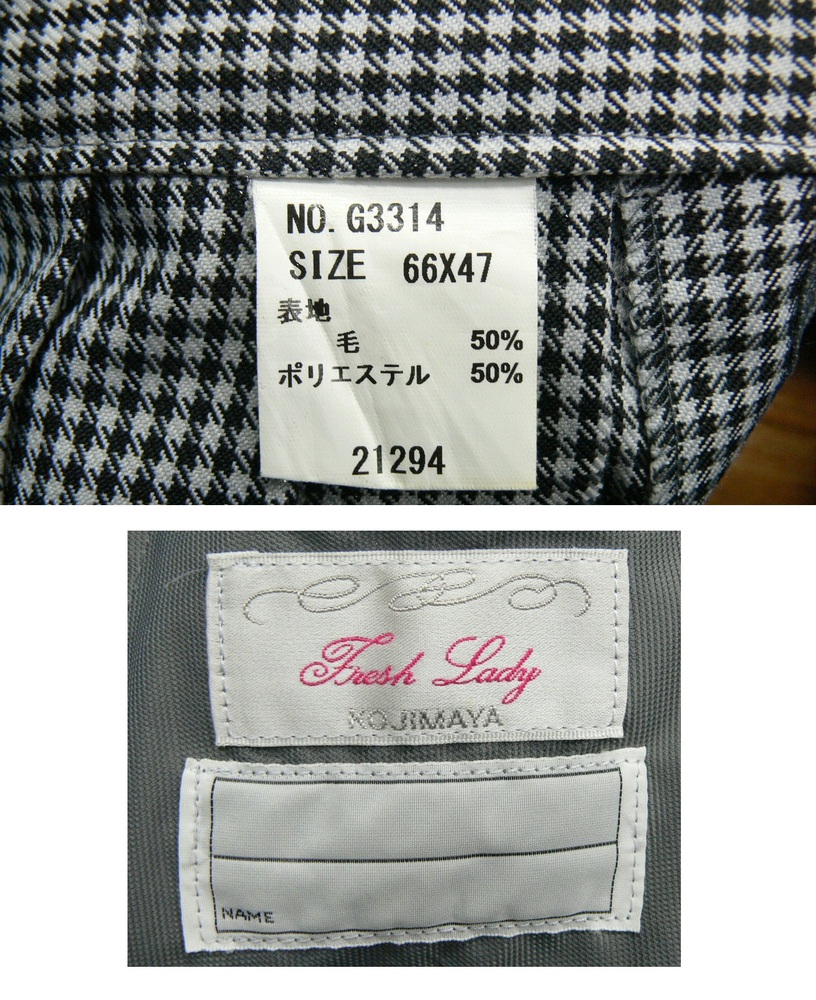 NO. G3314
SIZE 66X47
表地
毛 50%
ポリエステル 50%
21294
Fresh Lady
NOJIMAYA
NAME